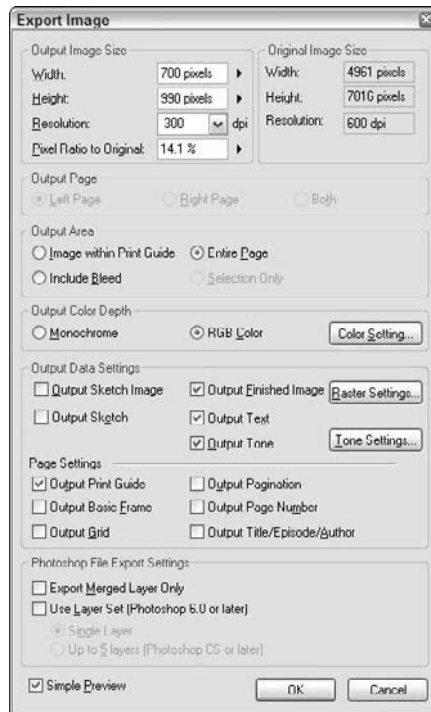 Export Image
Output Image Size
Width: 700 pixels
Height: 990 pixels
Resolution: 300 dpi
Pixel Ratio to Original: 14.1 %
Original Image Size
Width: 4961 pixels
Height: 7016 pixels
Resolution: 600 dpi
Output Page
Left Page Right Page Both
Output Area
Image within Print Guide Entire Page
Include Bleed Selection Only
Output Color Depth
Monochrome RGB Color Color Setting...
Output Data Settings
Output Sketch Image Output Finished Image Raster Settings...
Output Sketch Output Text
Output Tone Tone Settings...
Page Settings
Output Print Guide Output Pagination
Output Basic Frame Output Page Number
Output Grid Output Title/Episode/Author
Photoshop File Export Settings
Export Merged Layer Only
Use Layer Set (Photoshop 6.0 or later)
Single Layer
Up to 5 layers (Photoshop CS or later)
Simple Preview OK Cancel